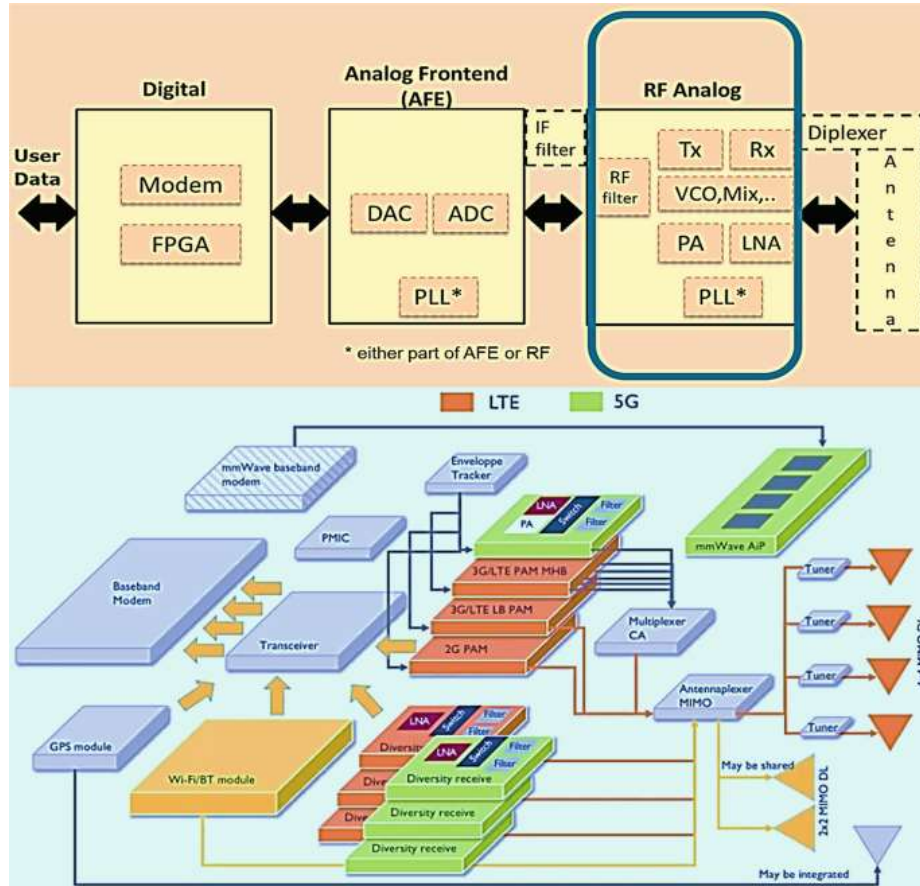 Digital
Analog Frontend
(AFE)
RF Analog
User
Data
Modem
FPGA
DAC
ADC
PLL*
IF
filter
RF
filter
Tx
Rx
VCO,Mix,..
PA
LNA
PLL*
Diplexer
A
n
t
e
n
n
a
* either part of AFE or RF
LTE
5G
mmWave baseband
modem
Enveloppe
Tracker
PMIC
Baseband
Modem
Transceiver
LNA
PA
Switch
Filter
Filter
3G/LTE PAM MHB
3G/LTE LB PAM
2G PAM
mmWave AiP
Multiplexer
CA
Antennaplexer
MIMO
Tuner
Tuner
Tuner
Tuner
GPS module
Wi-Fi/BT module
LNA
Switch
Filter
Filter
Diversity
LNA
Switch
Filter
Filter
Diversity receive
Diversity receive
Diversity receive
May be shared
2x2 MIMO DL
May be integrated